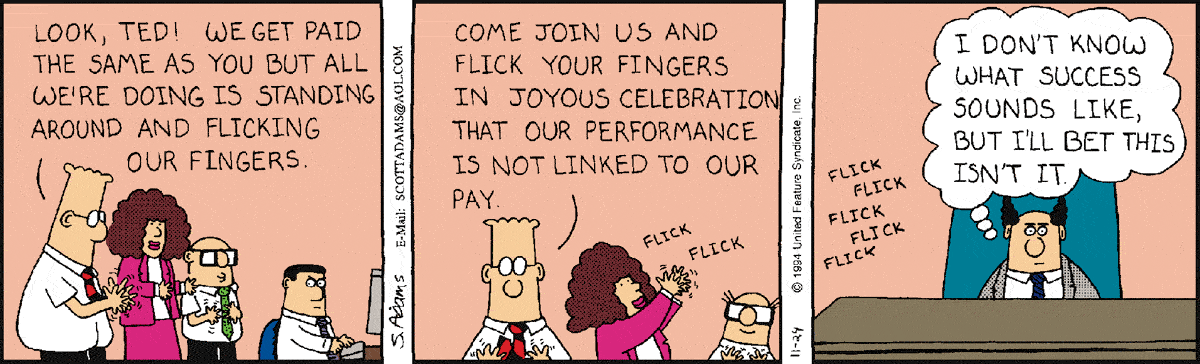 LOOK, TED! WE GET PAID
THE SAME AS YOU BUT ALL
WE'RE DOING IS STANDING
AROUND AND FLICKING
OUR FINGERS.
S. Adams
E-Mail: SCOTTADAMS@AOL.COM
COME JOIN US AND
FLICK YOUR FINGERS
IN JOYOUS CELEBRATION
THAT OUR PERFORMANCE
IS NOT LINKED TO OUR
PAY.
FLICK
FLICK
11-24
© 1994 United Feature Syndicate, Inc.
I DON'T KNOW
WHAT SUCCESS
SOUNDS LIKE,
BUT I'LL BET THIS
ISN'T IT.
FLICK
FLICK
FLICK
FLICK
FLICK